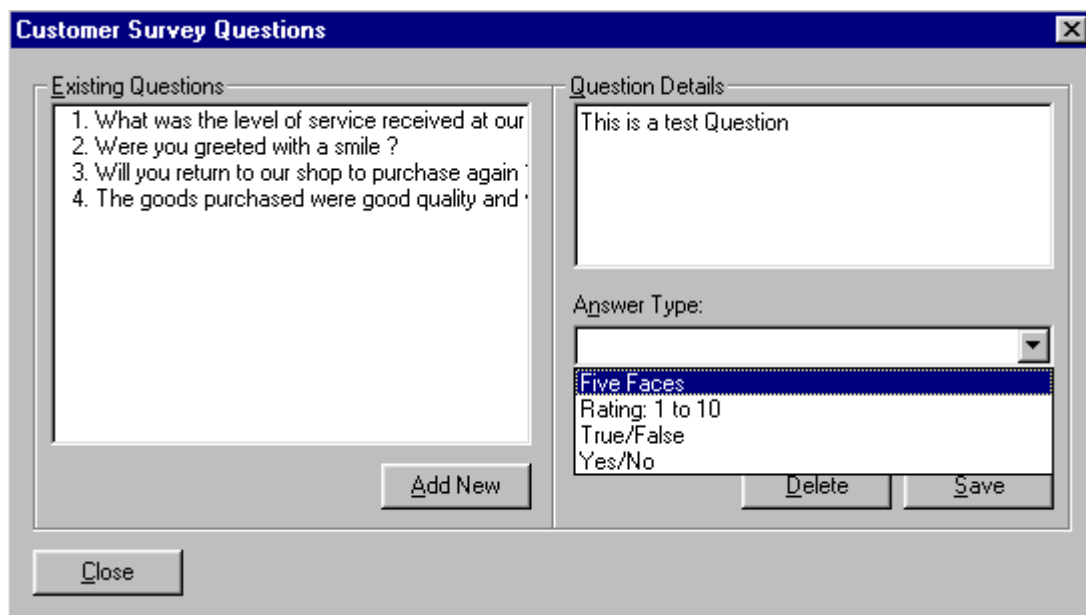 Customer Survey Questions
Existing Questions
1. What was the level of service received at our
2. Were you greeted with a smile ?
3. Will you return to our shop to purchase again
4. The goods purchased were good quality and
Add New
Question Details
This is a test Question
Answer Type:
Five Faces
Rating: 1 to 10
True/False
Yes/No
Delete
Save
Close